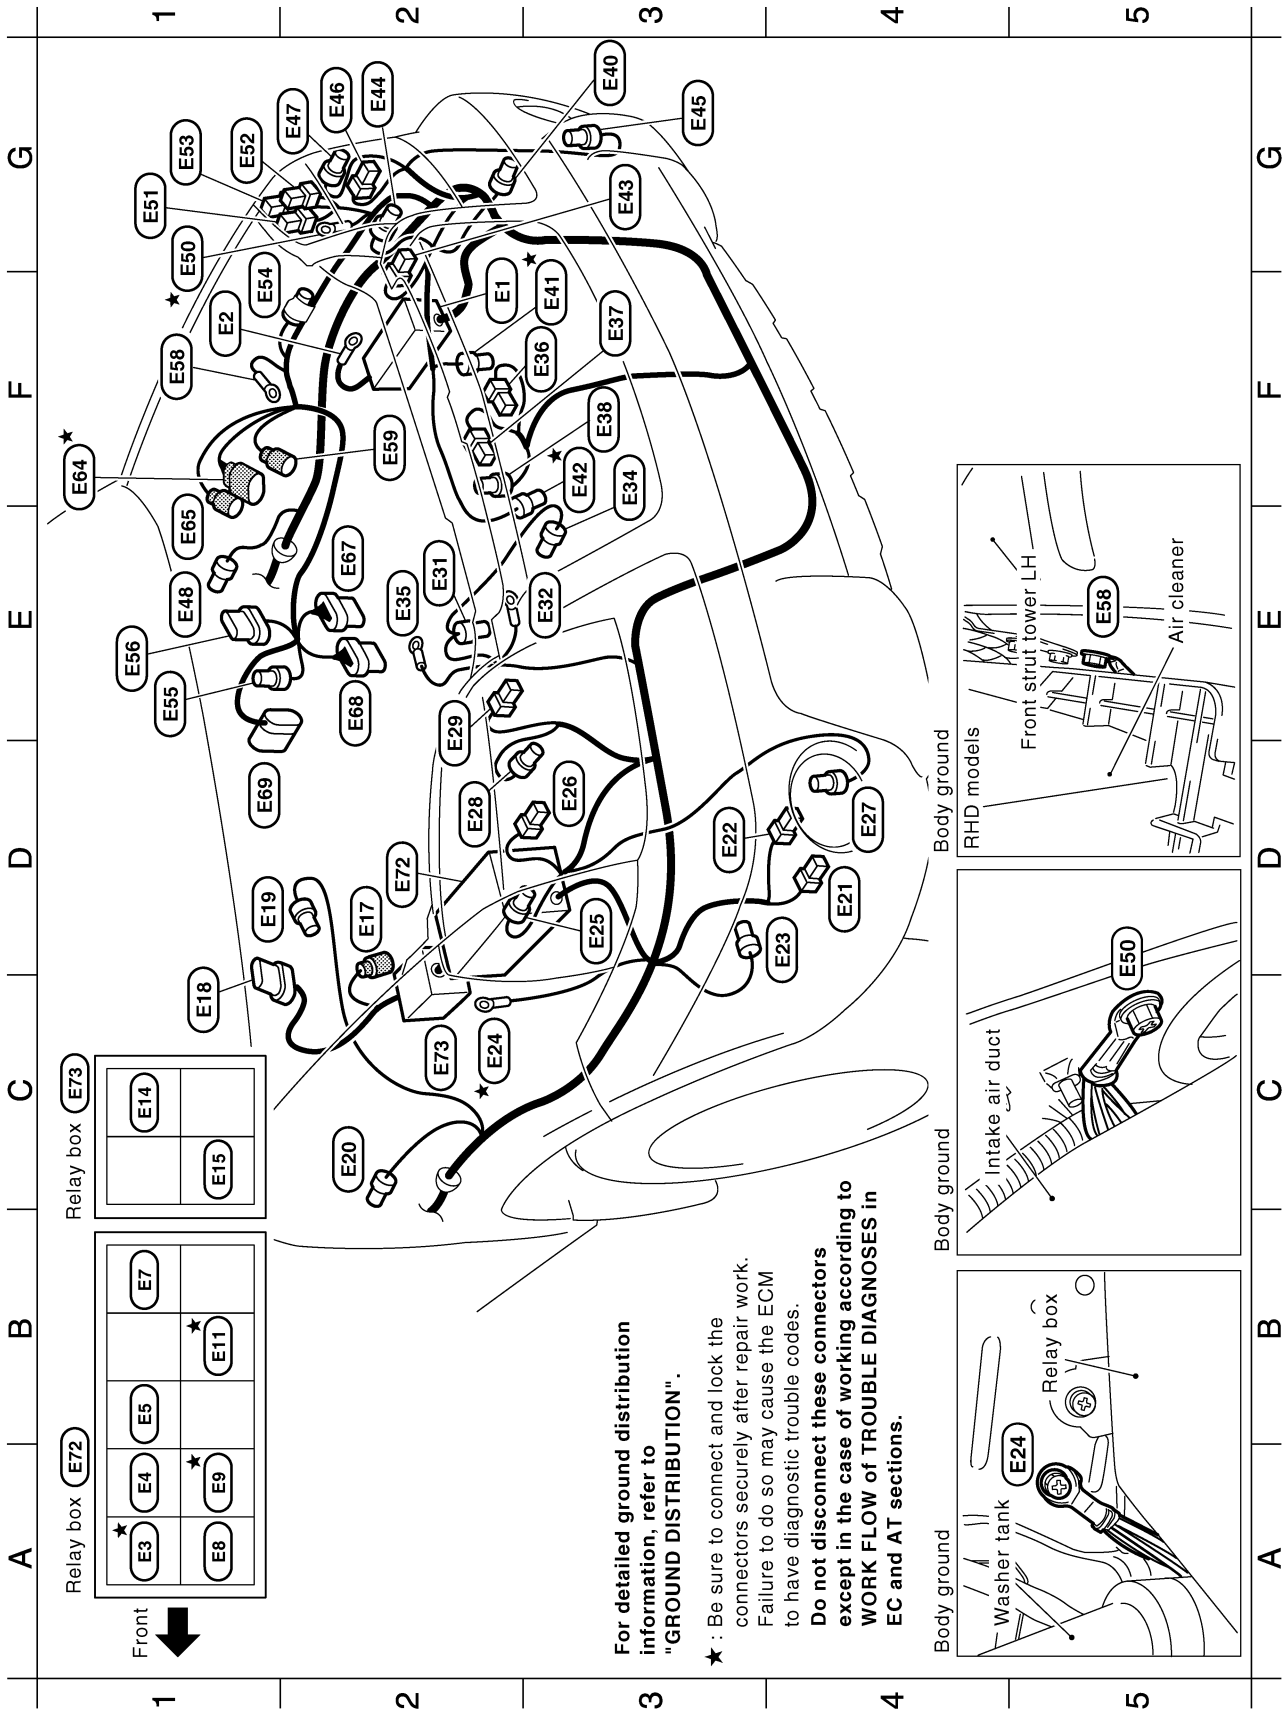 A
B
C
D
E
F
G
1
2
3
4
5
Front
Relay box E72
E3
E4
E5
E7
E8
E9
E11
★
★
★
Relay box E73
E14
E15
E18
E19
E17
E72
E73
E24
★
E20
E69
E55
E56
E48
E65
E64
★
E67
E68
E35
E31
E32
E29
E28
E26
E25
E22
E27
E21
E23
E58
E2
E54
E50
★
E51
E53
E52
E47
E46
E44
E40
E45
E43
E1
E41
★
E37
E36
E38
E42
★
E34
E59
For detailed ground distribution
information, refer to
"GROUND DISTRIBUTION".
★ : Be sure to connect and lock the
connectors securely after repair work.
Failure to do so may cause the ECM
to have diagnostic trouble codes.
Do not disconnect these connectors
except in the case of working according to
WORK FLOW of TROUBLE DIAGNOSES in
EC and AT sections.
Body ground
Washer tank
E24
Relay box
Body ground
Intake air duct
E50
Body ground
RHD models
Front strut tower LH
E58
Air cleaner
1
2
3
4
5
A
B
C
D
E
F
G